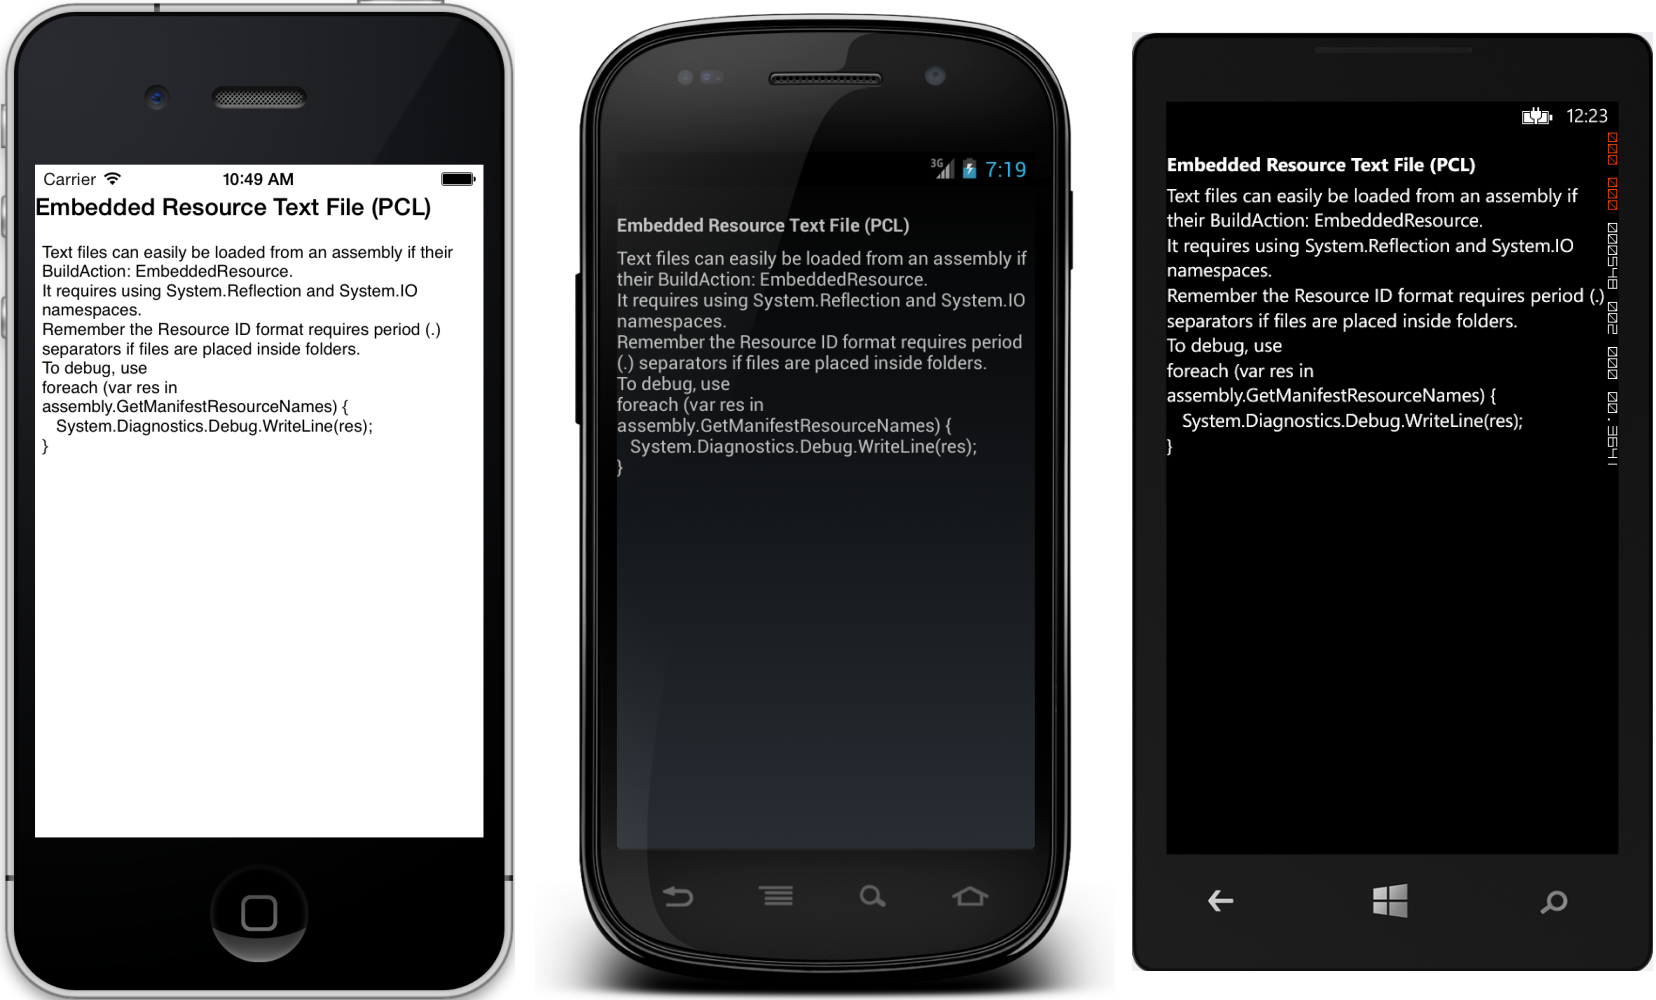 Carrier
10:49 AM
Embedded Resource Text File (PCL)
Text files can easily be loaded from an assembly if their
BuildAction: EmbeddedResource.
It requires using System.Reflection and System.IO
namespaces.
Remember the Resource ID format requires period (.)
separators if files are placed inside folders.
To debug, use
foreach (var res in
assembly.GetManifestResourceNames) {
System.Diagnostics.Debug.WriteLine(res);
}
3G
7:19
Embedded Resource Text File (PCL)
Text files can easily be loaded from an assembly if
their BuildAction: EmbeddedResource.
It requires using System.Reflection and System.IO
namespaces.
Remember the Resource ID format requires period
(.) separators if files are placed inside folders.
To debug, use
foreach (var res in
assembly.GetManifestResourceNames) {
System.Diagnostics.Debug.WriteLine(res);
}
12:23
Embedded Resource Text File (PCL)
Text files can easily be loaded from an assembly if
their BuildAction: EmbeddedResource.
It requires using System.Reflection and System.IO
namespaces.
Remember the Resource ID format requires period (.)
separators if files are placed inside folders.
To debug, use
foreach (var res in
assembly.GetManifestResourceNames) {
System.Diagnostics.Debug.WriteLine(res);
}